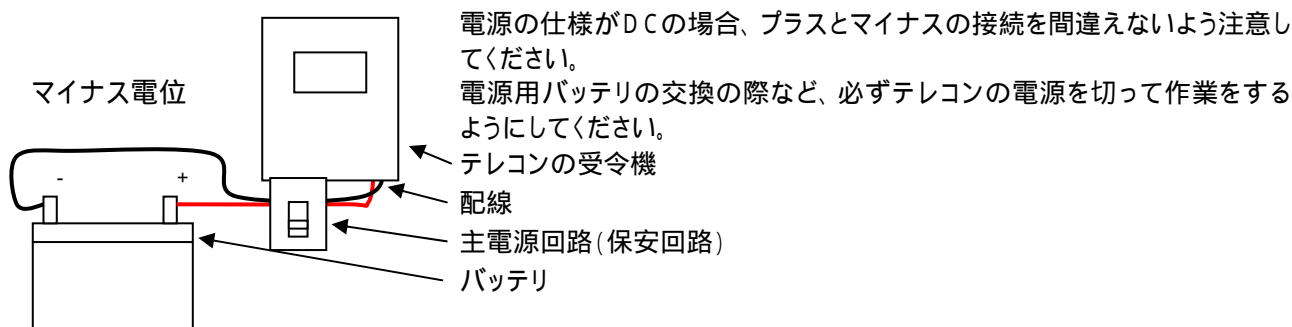 電源の仕様がDCの場合、プラスとマイナスの接続を間違えないよう注意し
てください。
マイナス電位
電源用バッテリの交換の際など、必ずテレコンの電源を切って作業をする
ようにしてください。
テレコンの受令機
- +
配線
主電源回路(保安回路)
バッテリ